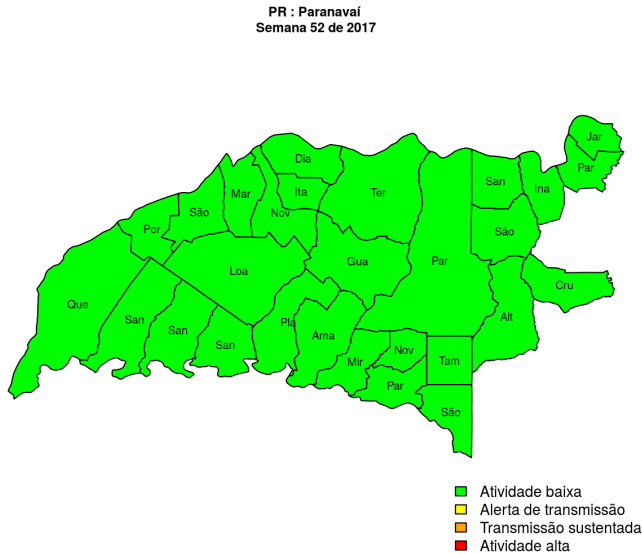 PR : Paranavaí
Semana 52 de 2017
Jar
Dia
Par
Ita
Mar
Ter
San
Ina
São
Nov
Por
São
Loa
Gua
Par
Cru
Que
San
San
San
Pla
Ama
Alt
Mir
Nov
Tam
Par
São
Atividade baixa
Alerta de transmissão
Transmissão sustentada
Atividade alta